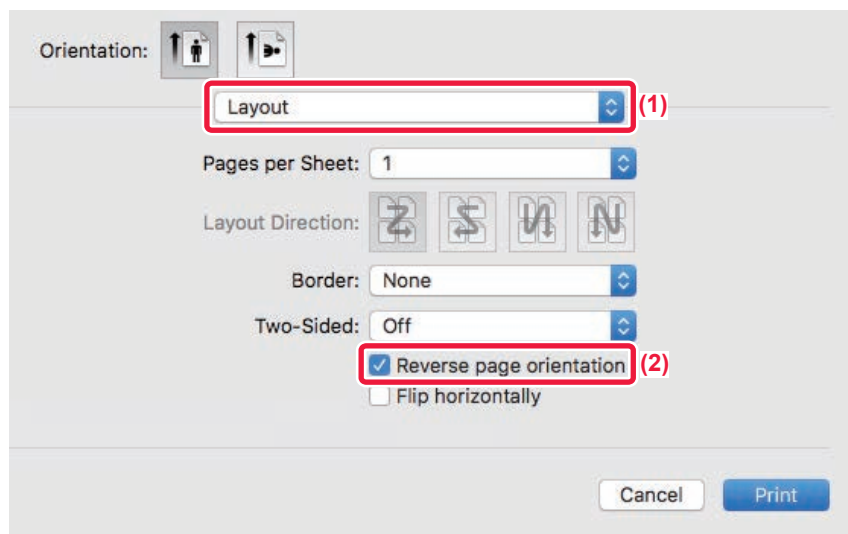 Orientation:
Layout (1)
Pages per Sheet: 1
Layout Direction:
Border: None
Two-Sided: Off
Reverse page orientation (2)
Flip horizontally
Cancel Print